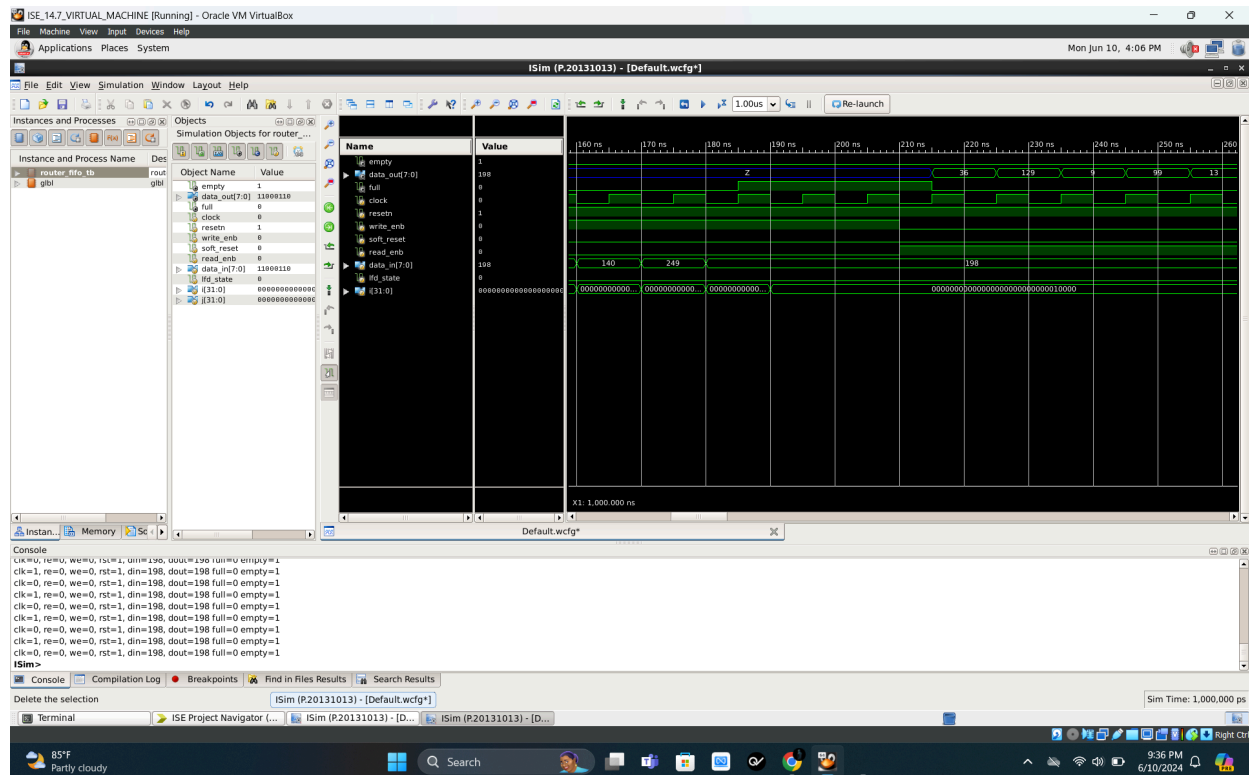 ISE_14.7_VIRTUAL_MACHINE [Running] - Oracle VM VirtualBox
File Machine View Input Devices Help
Applications Places System
Mon Jun 10, 4:06 PM
ISim (P.20131013) - [Default.wcfg*]
File Edit View Simulation Window Layout Help
1.00us
Re-launch
Instances and Processes
Instance and Process Name Des
router_fifo_tb rout
glbl glbl
Objects
Simulation Objects for router_...
Object Name Value
empty 1
data_out[7:0] 11000110
full 0
clock 0
resetn 1
write_enb 0
soft_reset 0
read_enb 0
data_in[7:0] 11000110
lfd_state 0
i[31:0] 0000000000000
j[31:0] 0000000000000
Name Value
empty 1
data_out[7:0] 198
full 0
clock 0
resetn 1
write_enb 0
soft_reset 0
read_enb 0
data_in[7:0] 198
lfd_state 0
i[31:0]
160 ns 170 ns 180 ns 190 ns 200 ns 210 ns 220 ns 230 ns 240 ns 250 ns 260
Z 36 129 9 99 13
140 249 198
00000000000... 00000000000... 00000000000... 00000000000000000000000000010000
X1: 1,000.000 ns
Instan... Memory Sc
Default.wcfg*
Console
clk=0, re=0, we=0, rst=1, din=198, dout=198 full=0 empty=1
clk=1, re=0, we=0, rst=1, din=198, dout=198 full=0 empty=1
clk=0, re=0, we=0, rst=1, din=198, dout=198 full=0 empty=1
clk=1, re=0, we=0, rst=1, din=198, dout=198 full=0 empty=1
clk=0, re=0, we=0, rst=1, din=198, dout=198 full=0 empty=1
clk=1, re=0, we=0, rst=1, din=198, dout=198 full=0 empty=1
clk=0, re=0, we=0, rst=1, din=198, dout=198 full=0 empty=1
clk=1, re=0, we=0, rst=1, din=198, dout=198 full=0 empty=1
clk=0, re=0, we=0, rst=1, din=198, dout=198 full=0 empty=1
ISim>
Console Compilation Log Breakpoints Find in Files Results Search Results
Delete the selection
ISim (P.20131013) - [Default.wcfg*]
Sim Time: 1,000,000 ps
Terminal
ISE Project Navigator (...
ISim (P.20131013) - [D...
ISim (P.20131013) - [D...
Right Ctrl
85°F
Partly cloudy
Search
9:36 PM
6/10/2024